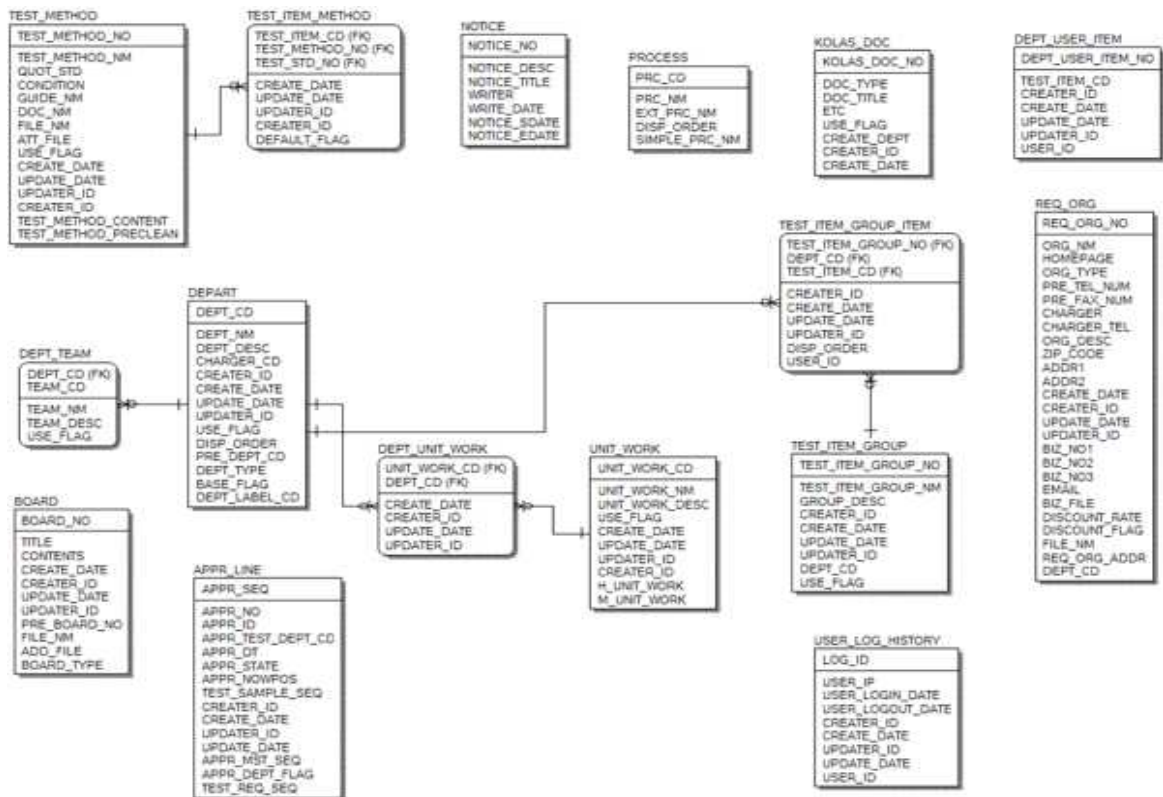 TEST_METHOD
TEST_METHOD_NO
TEST_METHOD_NM
QUOT_STD
CONDITION
GUIDE_NM
DOC_NM
FILE_NM
ATT_FILE
USE_FLAG
CREATE_DATE
UPDATE_DATE
UPDATER_ID
CREATER_ID
TEST_METHOD_CONTENT
TEST_METHOD_PRECLEAN
TEST_ITEM_METHOD
TEST_ITEM_CD (FK)
TEST_METHOD_NO (FK)
TEST_STD_NO (FK)
CREATE_DATE
UPDATE_DATE
UPDATER_ID
CREATER_ID
DEFAULT_FLAG
NOTICE
NOTICE_NO
NOTICE_DESC
NOTICE_TITLE
WRITER
WRITE_DATE
NOTICE_SDATE
NOTICE_EDATE
PROCESS
PRC_CD
PRC_NM
EXT_PRC_NM
DISP_ORDER
SIMPLE_PRC_NM
KOLAS_DOC
KOLAS_DOC_NO
DOC_TYPE
DOC_TITLE
ETC
USE_FLAG
CREATE_DEPT
CREATER_ID
CREATE_DATE
DEPT_USER_ITEM
DEPT_USER_ITEM_NO
TEST_ITEM_CD
CREATER_ID
CREATE_DATE
UPDATE_DATE
UPDATER_ID
USER_ID
DEPT_TEAM
DEPT_CD (FK)
TEAM_CD
TEAM_NM
TEAM_DESC
USE_FLAG
DEPART
DEPT_CD
DEPT_NM
DEPT_DESC
CHARGER_CD
CREATER_ID
CREATE_DATE
UPDATE_DATE
UPDATER_ID
USE_FLAG
DISP_ORDER
PRE_DEPT_CD
DEPT_TYPE
BASE_FLAG
DEPT_LABEL_CD
TEST_ITEM_GROUP_ITEM
TEST_ITEM_GROUP_NO (FK)
DEPT_CD (FK)
TEST_ITEM_CD (FK)
CREATER_ID
CREATE_DATE
UPDATE_DATE
UPDATER_ID
DISP_ORDER
USER_ID
REQ_ORG
REQ_ORG_NO
ORG_NM
HOMEPAGE
ORG_TYPE
PRE_TEL_NUM
PRE_FAX_NUM
CHARGER
CHARGER_TEL
ORG_DESC
ZIP_CODE
ADDR1
ADDR2
CREATE_DATE
CREATER_ID
UPDATE_DATE
UPDATER_ID
BIZ_NO1
BIZ_NO2
BIZ_NO3
EMAIL
BIZ_FILE
DISCOUNT_RATE
DISCOUNT_FLAG
FILE_NM
REQ_ORG_ADDR
DEPT_CD
DEPT_UNIT_WORK
UNIT_WORK_CD (FK)
DEPT_CD (FK)
CREATE_DATE
CREATER_ID
UPDATE_DATE
UPDATER_ID
UNIT_WORK
UNIT_WORK_CD
UNIT_WORK_NM
UNIT_WORK_DESC
USE_FLAG
CREATE_DATE
UPDATE_DATE
UPDATER_ID
CREATER_ID
H_UNIT_WORK
M_UNIT_WORK
TEST_ITEM_GROUP
TEST_ITEM_GROUP_NO
TEST_ITEM_GROUP_NM
GROUP_DESC
CREATER_ID
CREATE_DATE
UPDATE_DATE
UPDATER_ID
DEPT_CD
USE_FLAG
BOARD
BOARD_NO
TITLE
CONTENTS
CREATE_DATE
CREATER_ID
UPDATE_DATE
UPDATER_ID
PRE_BOARD_NO
FILE_NM
ADD_FILE
BOARD_TYPE
APPR_LINE
APPR_SEQ
APPR_NO
APPR_ID
APPR_TEST_DEPT_CD
APPR_DT
APPR_STATE
APPR_NOWPOS
TEST_SAMPLE_SEQ
CREATER_ID
CREATE_DATE
UPDATER_ID
UPDATE_DATE
APPR_MST_SEQ
APPR_DEPT_FLAG
TEST_REQ_SEQ
USER_LOG_HISTORY
LOG_ID
USER_IP
USER_LOGIN_DATE
USER_LOGOUT_DATE
CREATER_ID
CREATE_DATE
UPDATER_ID
UPDATE_DATE
USER_ID